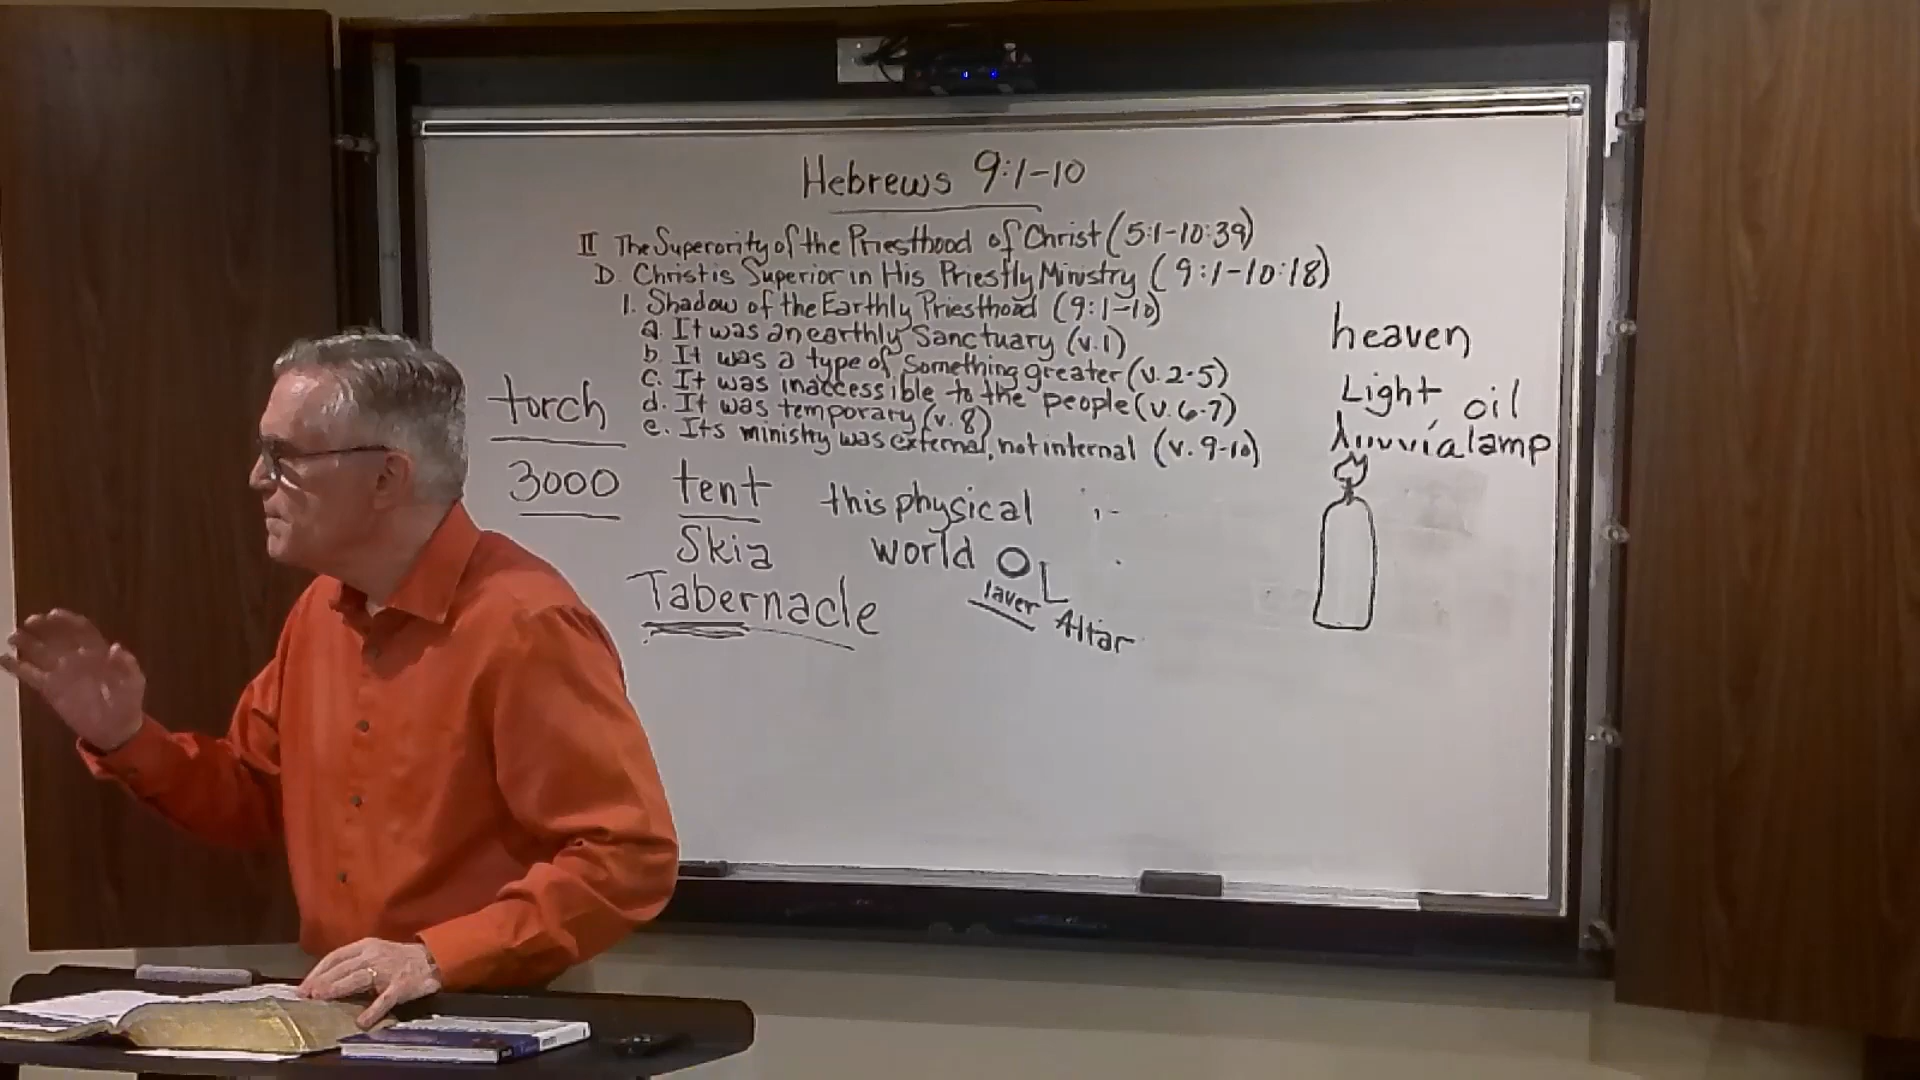 Hebrews 9:1-10
II The Superority of the Priesthood of Christ (5:1-10:39)
D. Christ is Superior in His Priestly Ministry (9:1-10:18)
1. Shadow of the Earthly Priesthood (9:1-10)
a. It was an earthly Sanctuary (v.1)
b. It was a type of Something greater (v.2-5)
c. It was inaccessible to the people (v.6-7)
d. It was temporary (v.8)
e. Its ministry was external, not internal (v.9-10)
torch
3000
tent
Skia
Tabernacle
this physical
world
laver
Altar
heaven
Light oil
lamp